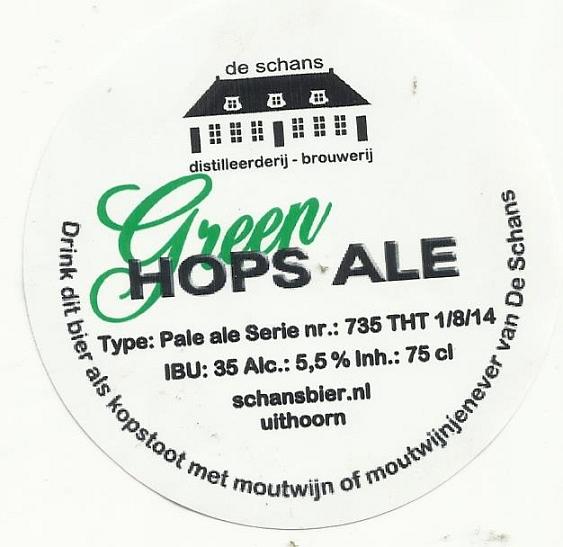 de schans
distilleerderij - brouwerij
Green
HOPS ALE
Type: Pale ale Serie nr.: 735 THT 1/8/14
IBU: 35 Alc.: 5,5 % Inh.: 75 cl
schansbier.nl
uithoorn
Drink dit bier als kopstoot met moutwijn of moutwijnjenever van De Schans